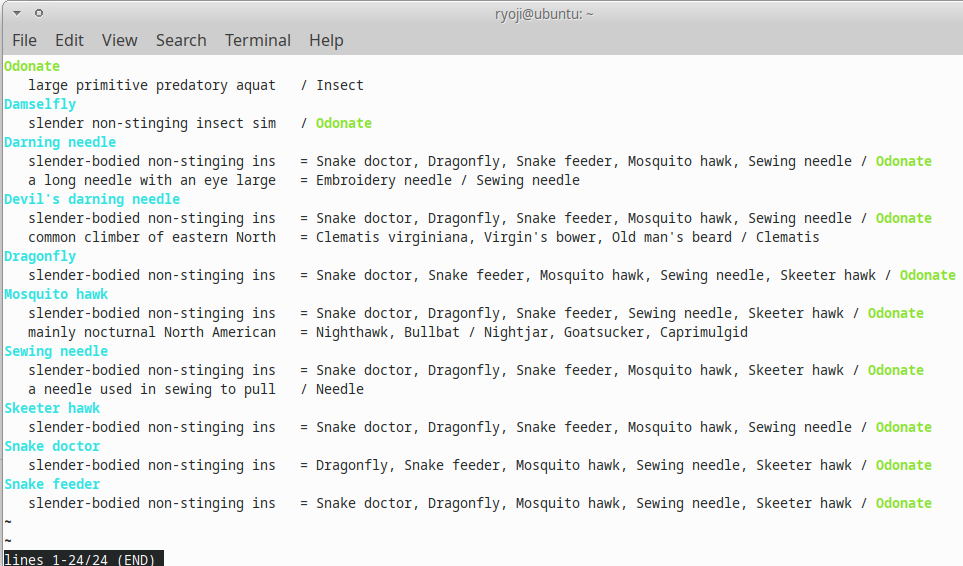 ryoji@ubuntu: ~
File Edit View Search Terminal Help
Odonate
large primitive predatory aquat / Insect
Damselfly
slender non-stinging insect sim / Odonate
Darning needle
slender-bodied non-stinging ins = Snake doctor, Dragonfly, Snake feeder, Mosquito hawk, Sewing needle / Odonate
a long needle with an eye large = Embroidery needle / Sewing needle
Devil's darning needle
slender-bodied non-stinging ins = Snake doctor, Dragonfly, Snake feeder, Mosquito hawk, Sewing needle / Odonate
common climber of eastern North = Clematis virginiana, Virgin's bower, Old man's beard / Clematis
Dragonfly
slender-bodied non-stinging ins = Snake doctor, Snake feeder, Mosquito hawk, Sewing needle, Skeeter hawk / Odonate
Mosquito hawk
slender-bodied non-stinging ins = Snake doctor, Dragonfly, Snake feeder, Sewing needle, Skeeter hawk / Odonate
mainly nocturnal North American = Nighthawk, Bullbat / Nightjar, Goatsucker, Caprimulgid
Sewing needle
slender-bodied non-stinging ins = Snake doctor, Dragonfly, Snake feeder, Mosquito hawk, Skeeter hawk / Odonate
a needle used in sewing to pull / Needle
Skeeter hawk
slender-bodied non-stinging ins = Snake doctor, Dragonfly, Snake feeder, Mosquito hawk, Sewing needle / Odonate
Snake doctor
slender-bodied non-stinging ins = Dragonfly, Snake feeder, Mosquito hawk, Sewing needle, Skeeter hawk / Odonate
Snake feeder
slender-bodied non-stinging ins = Snake doctor, Dragonfly, Mosquito hawk, Sewing needle, Skeeter hawk / Odonate
~
~
lines 1-24/24 (END)